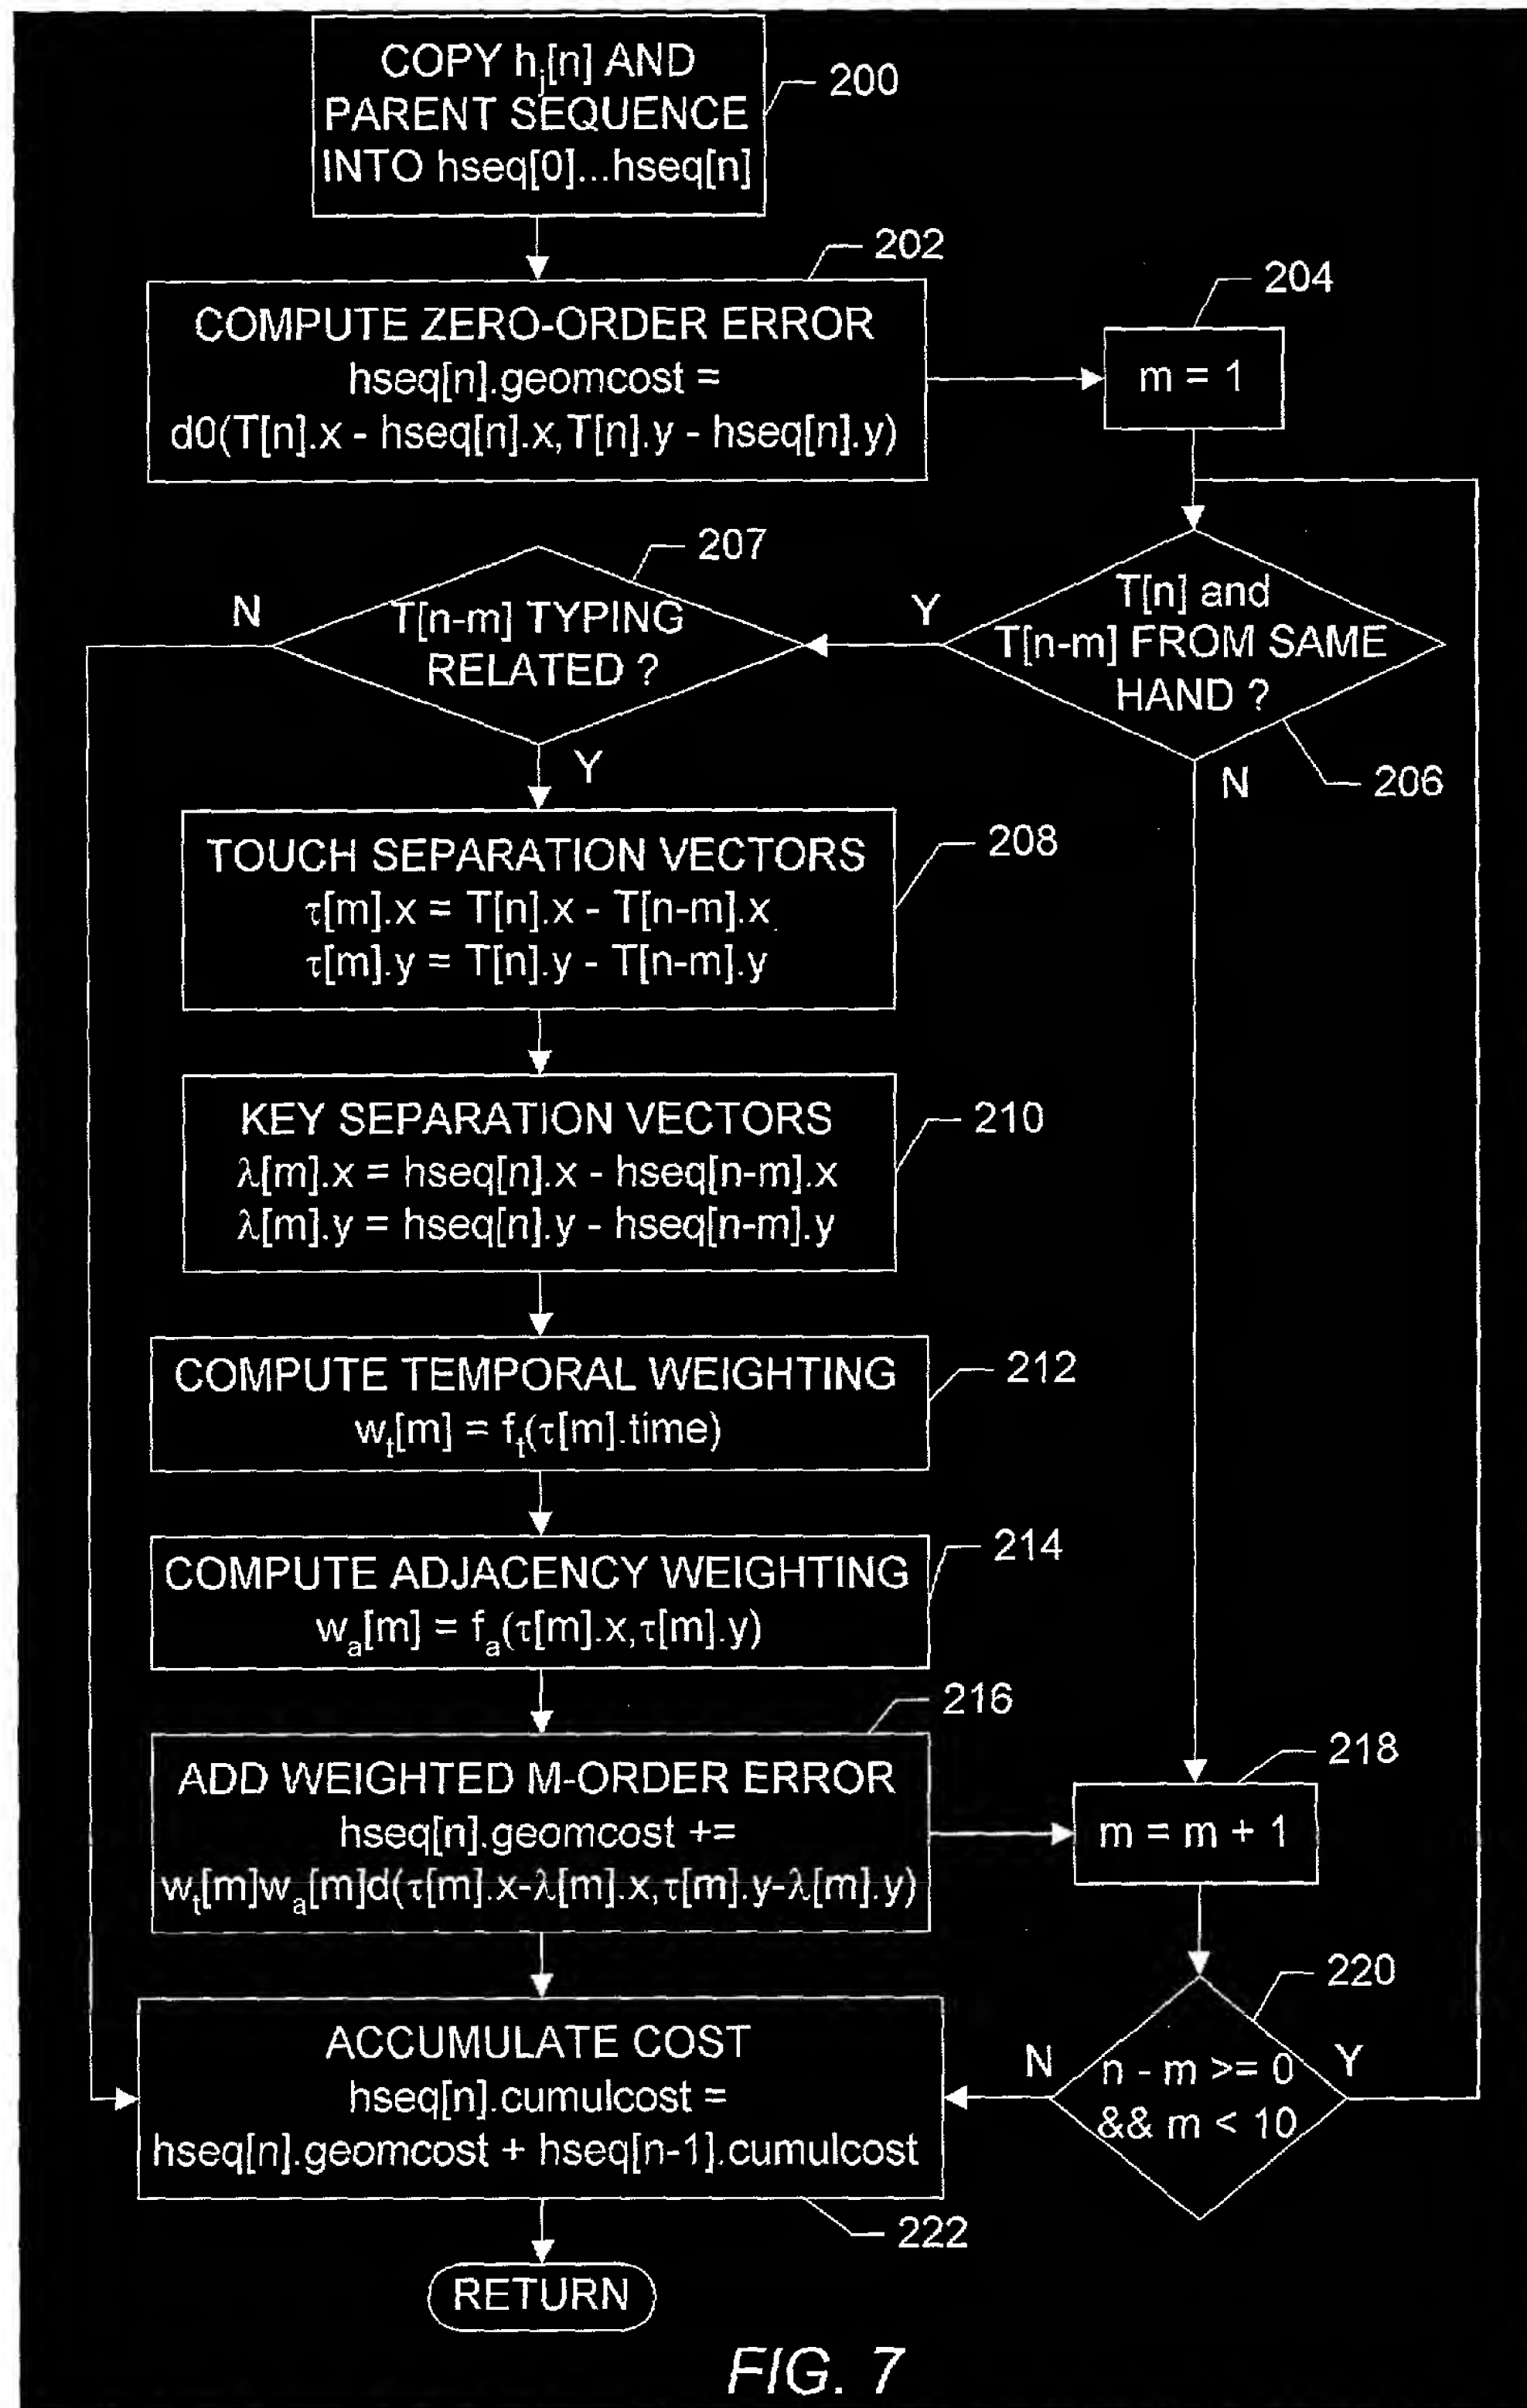 COPY hj[n] AND
PARENT SEQUENCE
INTO hseq[0]...hseq[n]
200
202
COMPUTE ZERO-ORDER ERROR
hseq[n].geomcost =
d0(T[n].x - hseq[n].x,T[n].y - hseq[n].y)
204
m = 1
207
N
T[n-m] TYPING
RELATED ?
Y
Y
T[n] and
T[n-m] FROM SAME
HAND ?
206
N
TOUCH SEPARATION VECTORS
τ[m].x = T[n].x - T[n-m].x
τ[m].y = T[n].y - T[n-m].y
208
KEY SEPARATION VECTORS
λ[m].x = hseq[n].x - hseq[n-m].x
λ[m].y = hseq[n].y - hseq[n-m].y
210
COMPUTE TEMPORAL WEIGHTING
wt[m] = ft(τ[m].time)
212
COMPUTE ADJACENCY WEIGHTING
wa[m] = fa(τ[m].x,τ[m].y)
214
216
ADD WEIGHTED M-ORDER ERROR
hseq[n].geomcost +=
wt[m]wa[m]d(τ[m].x-λ[m].x,τ[m].y-λ[m].y)
218
m = m + 1
220
N
n - m >= 0
&& m < 10
Y
ACCUMULATE COST
hseq[n].cumulcost =
hseq[n].geomcost + hseq[n-1].cumulcost
222
RETURN
FIG. 7